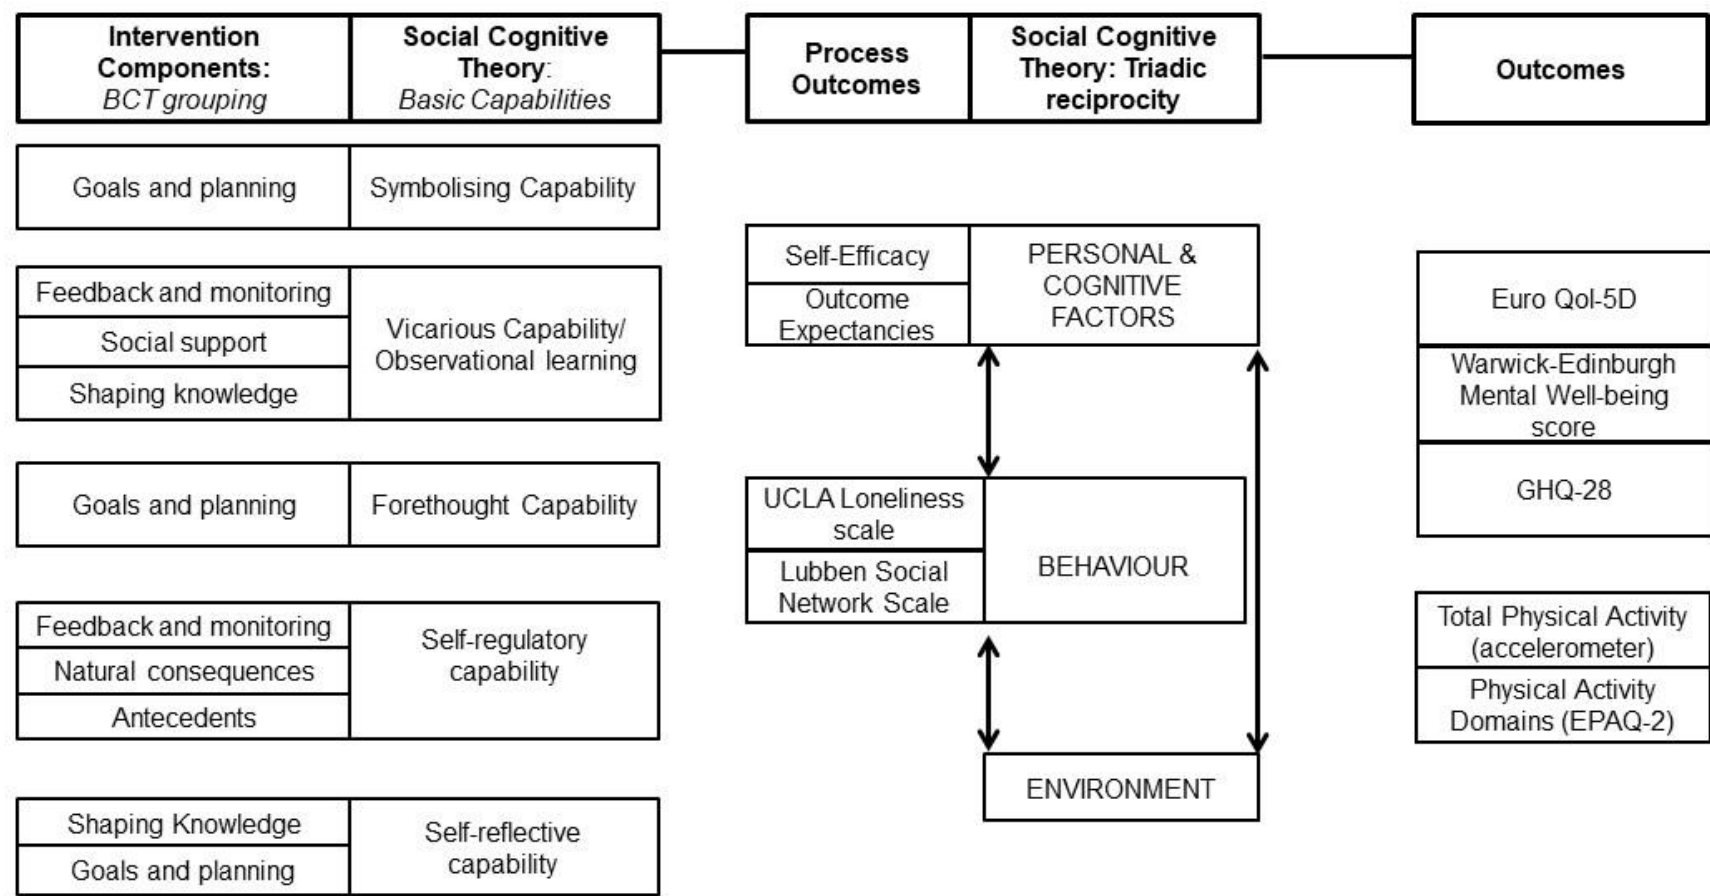 Intervention
Components:
BCT grouping
Social Cognitive
Theory:
Basic Capabilities
Process
Outcomes
Social Cognitive
Theory: Triadic
reciprocity
Outcomes
Goals and planning
Symbolising Capability
Feedback and monitoring
Social support
Shaping knowledge
Vicarious Capability/
Observational learning
Goals and planning
Forethought Capability
Feedback and monitoring
Natural consequences
Antecedents
Self-regulatory
capability
Shaping Knowledge
Goals and planning
Self-reflective
capability
Self-Efficacy
Outcome
Expectancies
PERSONAL &
COGNITIVE
FACTORS
UCLA Loneliness
scale
Lubben Social
Network Scale
BEHAVIOUR
ENVIRONMENT
Euro Qol-5D
Warwick-Edinburgh
Mental Well-being
score
GHQ-28
Total Physical Activity
(accelerometer)
Physical Activity
Domains (EPAQ-2)